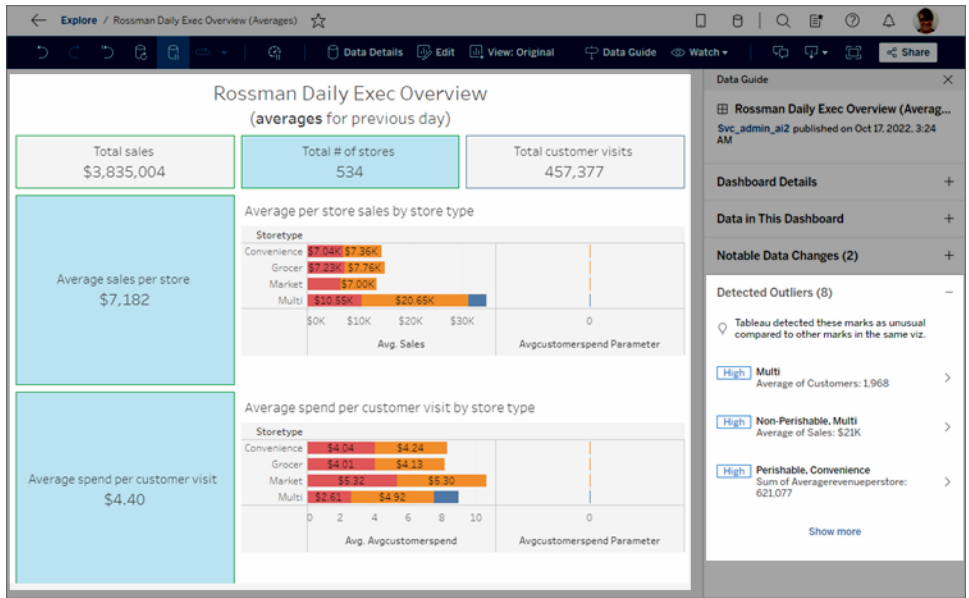 Explore / Rossman Daily Exec Overview (Averages)
Data Details Edit View: Original Data Guide Watch Share
Rossman Daily Exec Overview
(averages for previous day)
Total sales
$3,835,004
Total # of stores
534
Total customer visits
457,377
Average sales per store
$7,182
Average per store sales by store type
Storetype
Convenience $7.04K $7.36K
Grocer $7.23K $7.76K
Market $7.00K
Multi $10.55K $20.65K
$0K $10K $20K $30K 0
Avg. Sales Avgcustomerspend Parameter
Average spend per customer visit
$4.40
Average spend per customer visit by store type
Storetype
Convenience $4.04 $4.24
Grocer $4.01 $4.13
Market $5.32 $5.30
Multi $2.61 $4.92
0 2 4 6 8 10 0
Avg. Avgcustomerspend Avgcustomerspend Parameter
Data Guide
Rossman Daily Exec Overview (Averag...
Svc_admin_ai2 published on Oct 17, 2022, 3:24
AM
Dashboard Details
Data in This Dashboard
Notable Data Changes (2)
Detected Outliers (8)
Tableau detected these marks as unusual
compared to other marks in the same viz.
High Multi
Average of Customers: 1,968
High Non-Perishable, Multi
Average of Sales: $21K
High Perishable, Convenience
Sum of Averagerevenueperstore:
621,077
Show more